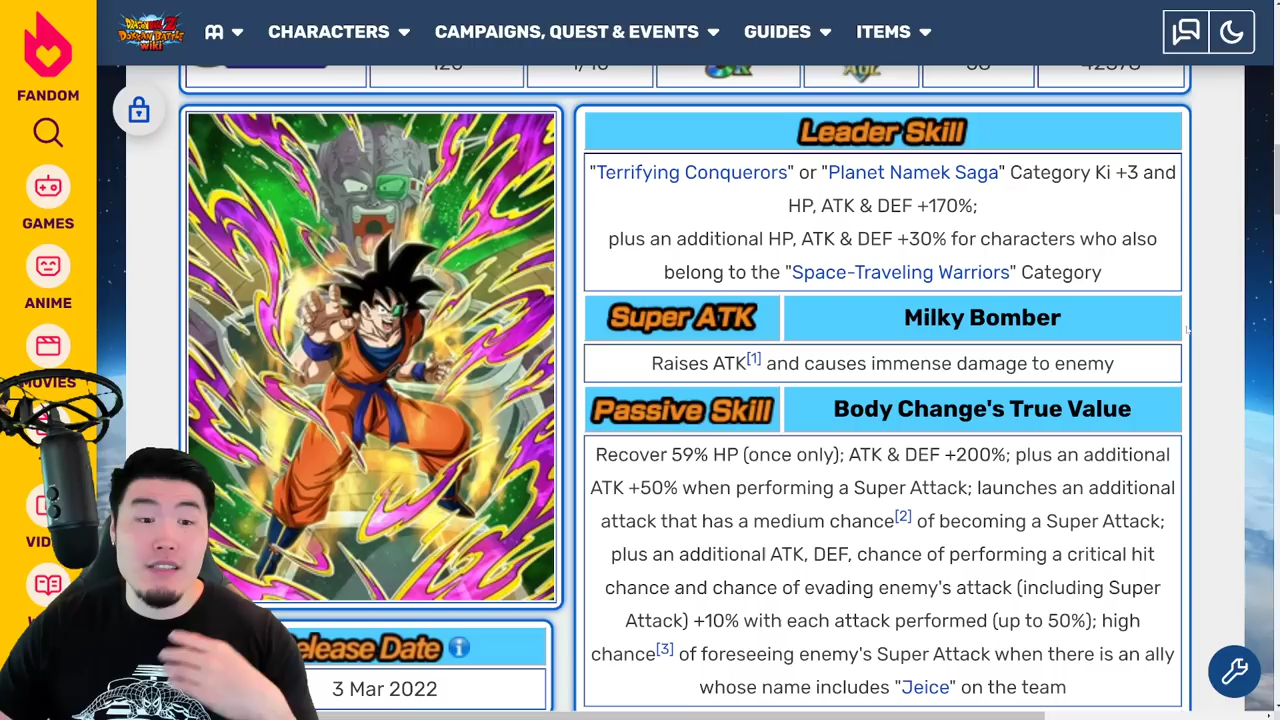 DRAGON BALL Z
DOKKAN BATTLE
WIKI
CHARACTERS
CAMPAIGNS, QUEST & EVENTS
GUIDES
ITEMS
FANDOM
GAMES
ANIME
MOVIES
VID
Leader Skill
"Terrifying Conquerors" or "Planet Namek Saga" Category Ki +3 and
HP, ATK & DEF +170%;
plus an additional HP, ATK & DEF +30% for characters who also
belong to the "Space-Traveling Warriors" Category
Super ATK
Milky Bomber
Raises ATK[1] and causes immense damage to enemy
Passive Skill
Body Change's True Value
Recover 59% HP (once only); ATK & DEF +200%; plus an additional
ATK +50% when performing a Super Attack; launches an additional
attack that has a medium chance[2] of becoming a Super Attack;
plus an additional ATK, DEF, chance of performing a critical hit
chance and chance of evading enemy's attack (including Super
Attack) +10% with each attack performed (up to 50%); high
chance[3] of foreseeing enemy's Super Attack when there is an ally
whose name includes "Jeice" on the team
elease Date
3 Mar 2022